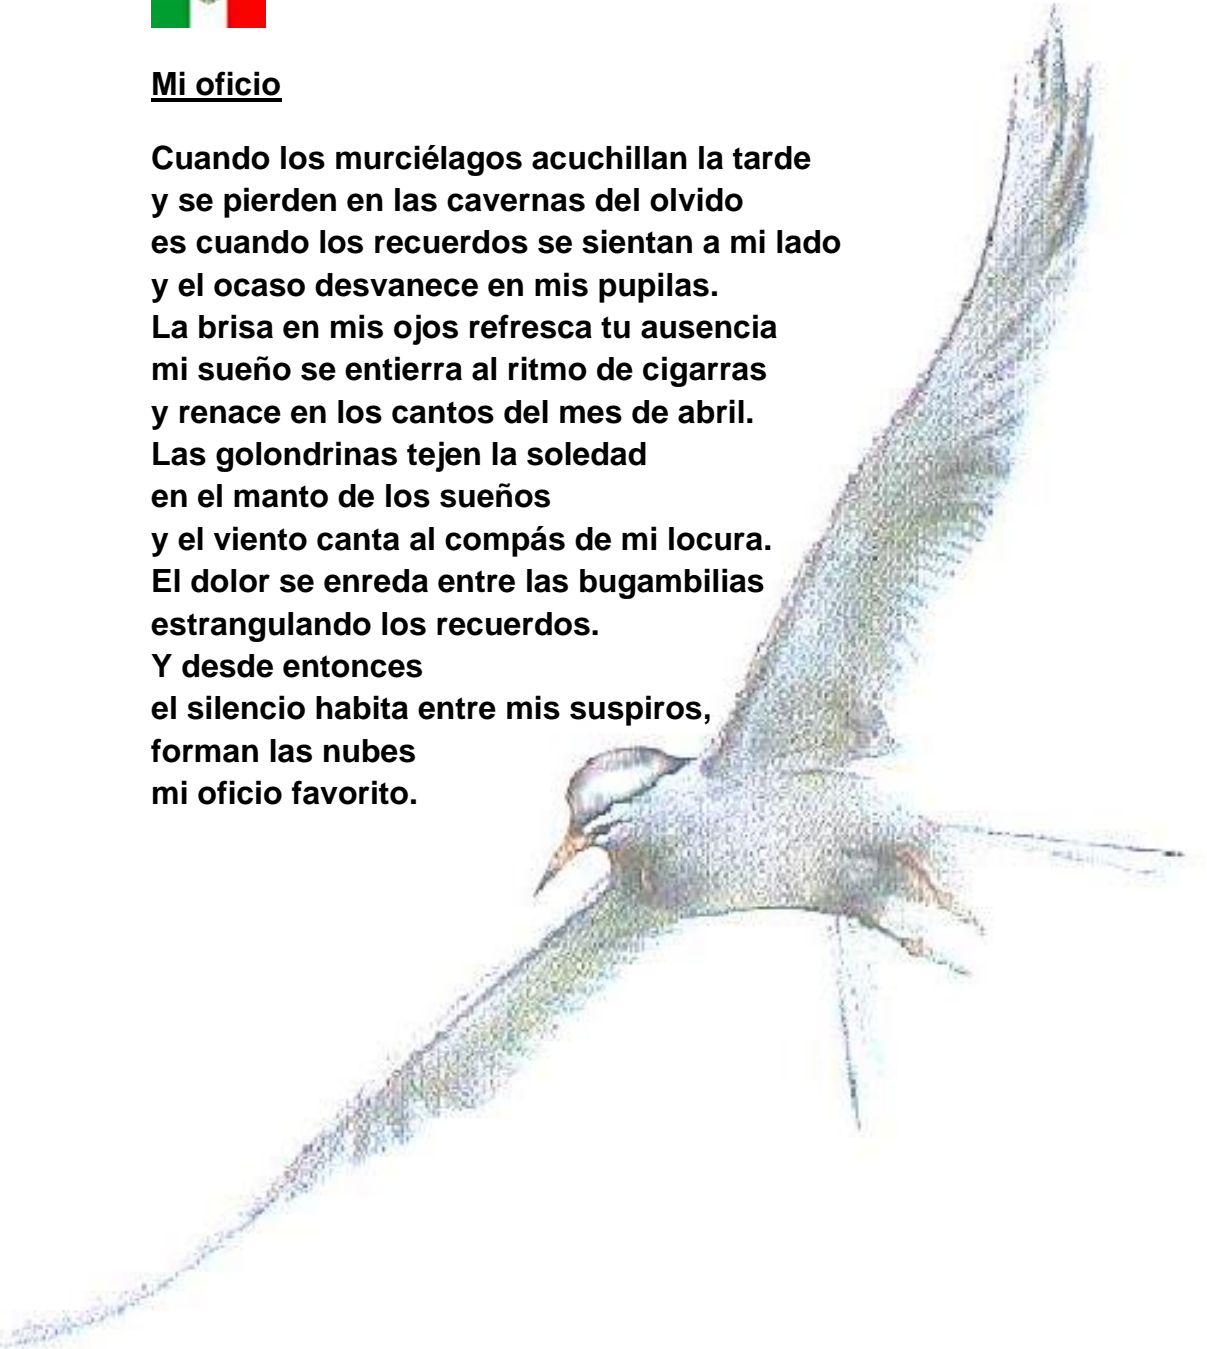 Mi oficio
Cuando los murciélagos acuchillan la tarde
y se pierden en las cavernas del olvido
es cuando los recuerdos se sientan a mi lado
y el ocaso desvanece en mis pupilas.
La brisa en mis ojos refresca tu ausencia
mi sueño se entierra al ritmo de cigarras
y renace en los cantos del mes de abril.
Las golondrinas tejen la soledad
en el manto de los sueños
y el viento canta al compás de mi locura.
El dolor se enreda entre las bugambilias
estrangulando los recuerdos.
Y desde entonces
el silencio habita entre mis suspiros,
forman las nubes
mi oficio favorito.